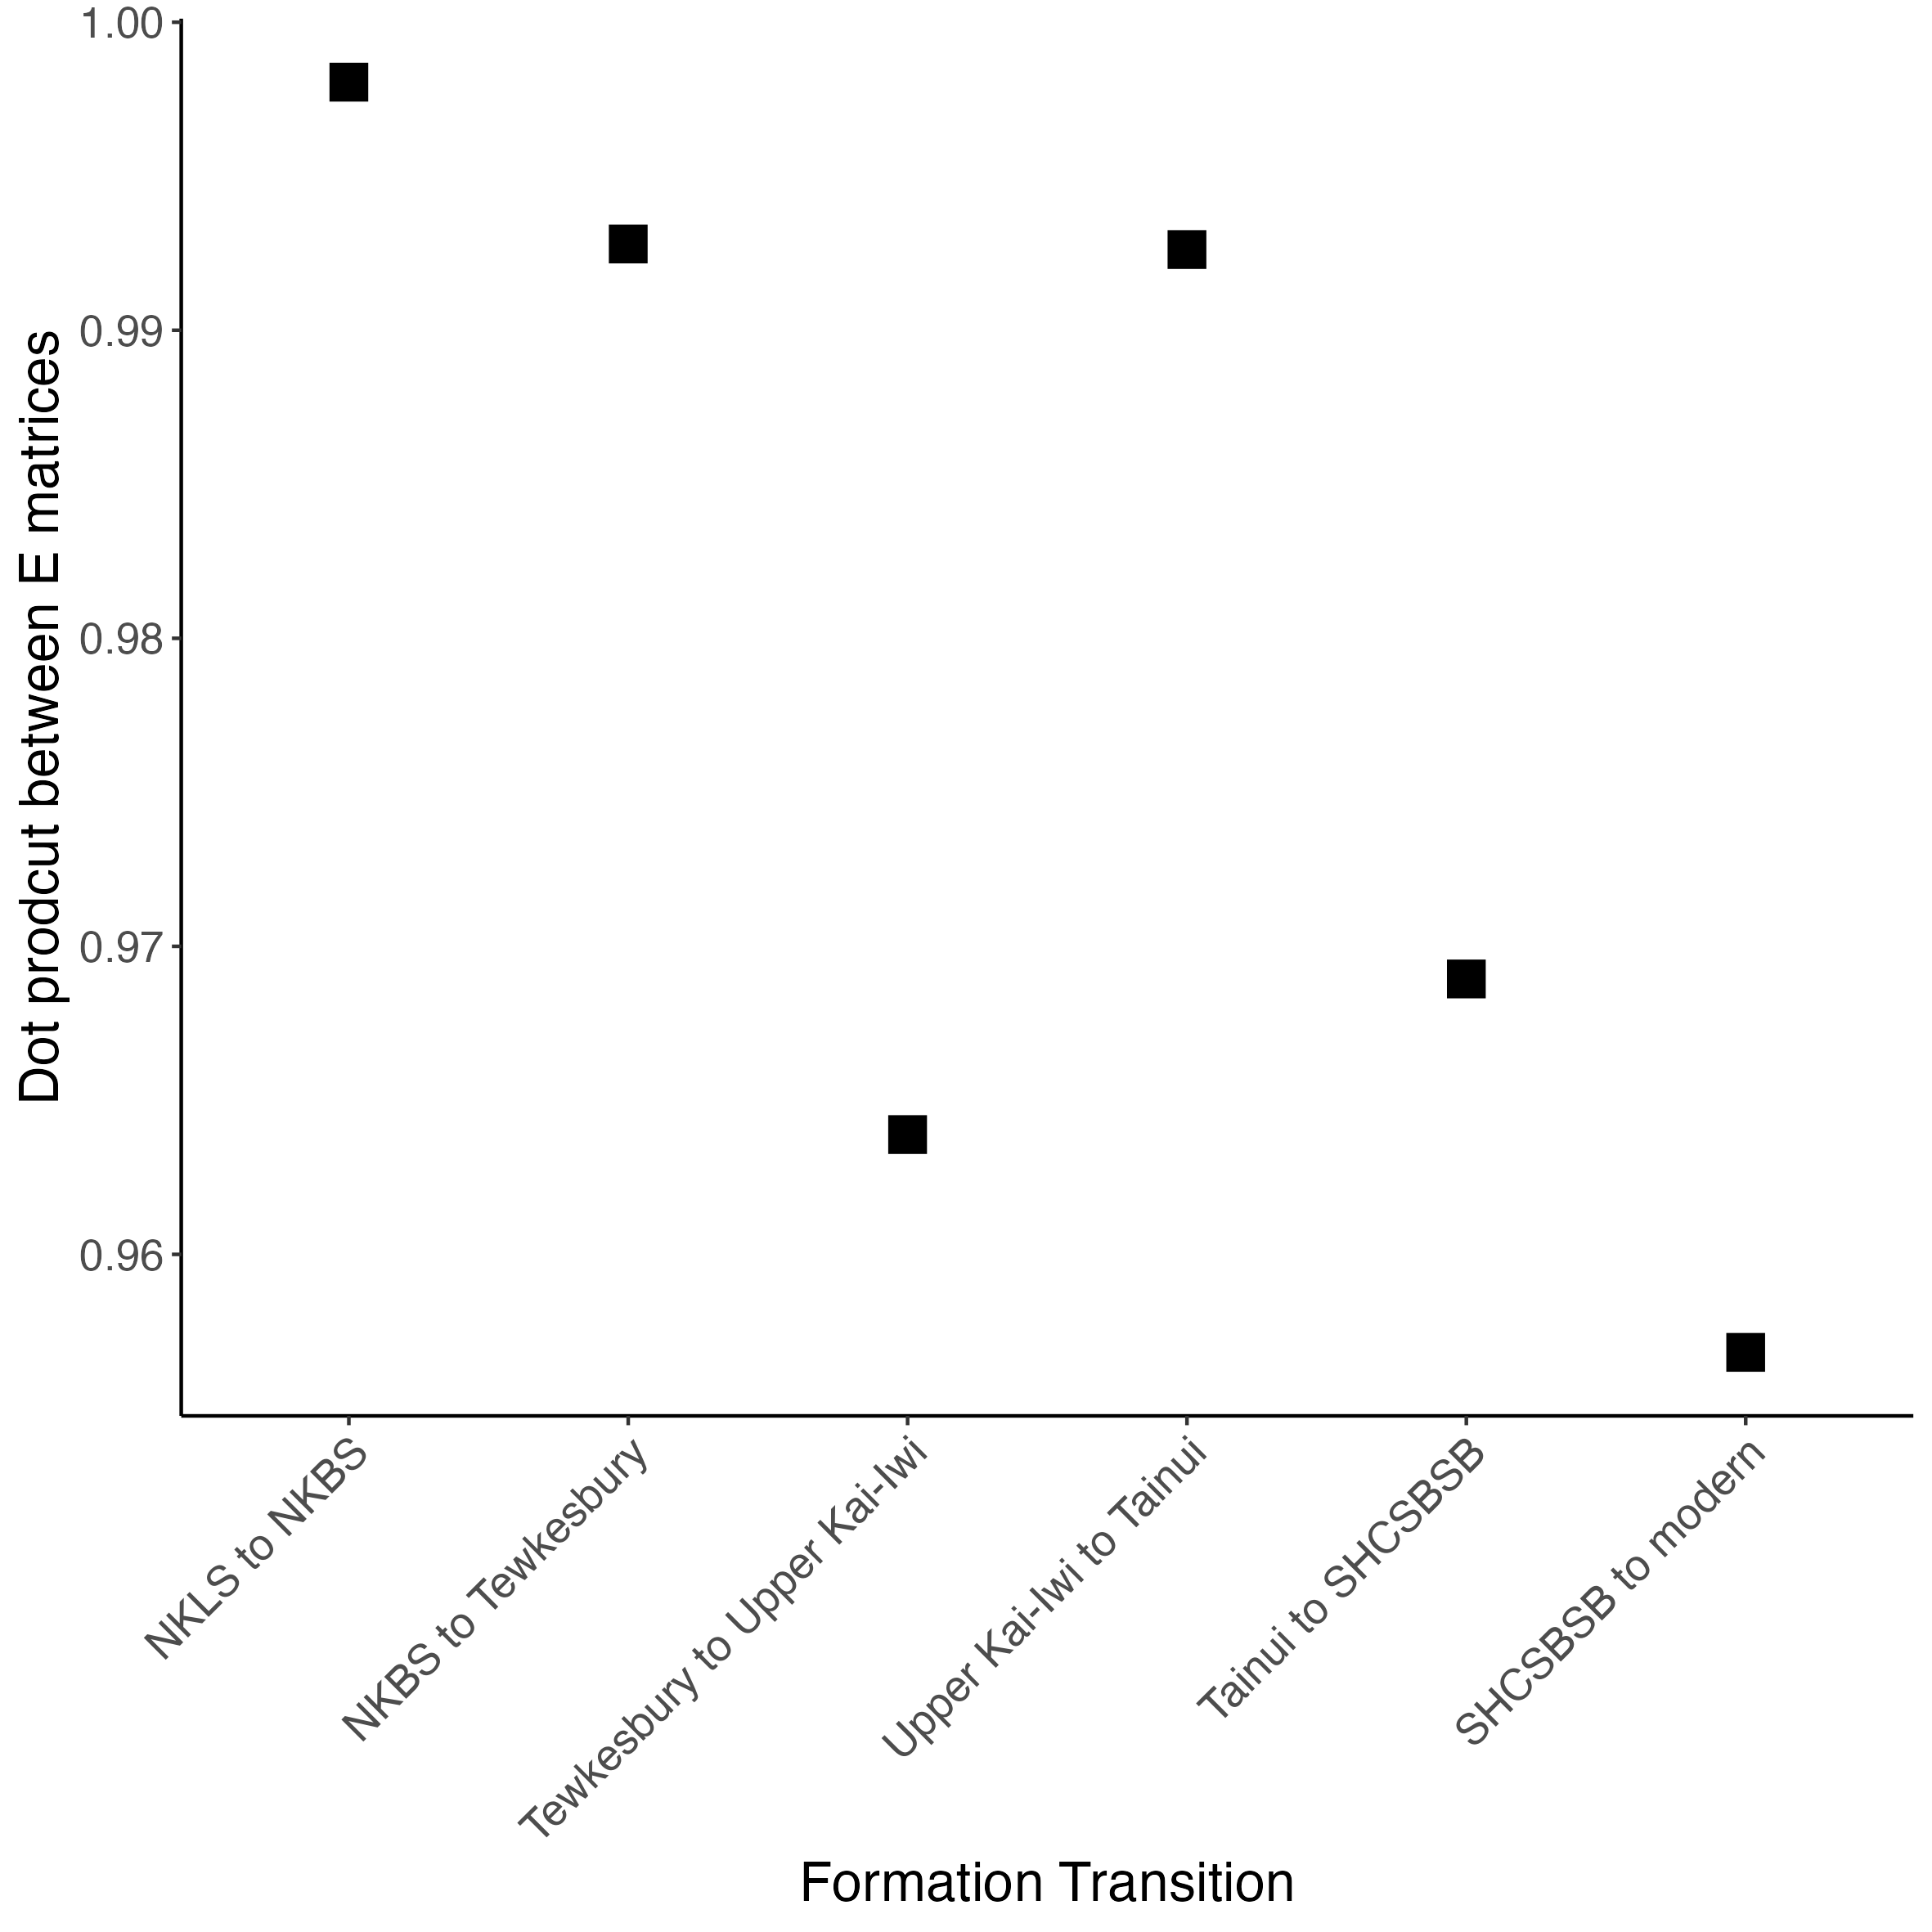 Dot prodcut between E matrices
1.00
0.99
0.98
0.97
0.96
NKLS to NKBS
NKBS to Tewkesbury
Tewkesbury to Upper Kai-Iwi
Upper Kai-Iwi to Tainui
Tainui to SHCSBSB
SHCSBSB to modern
Formation Transition